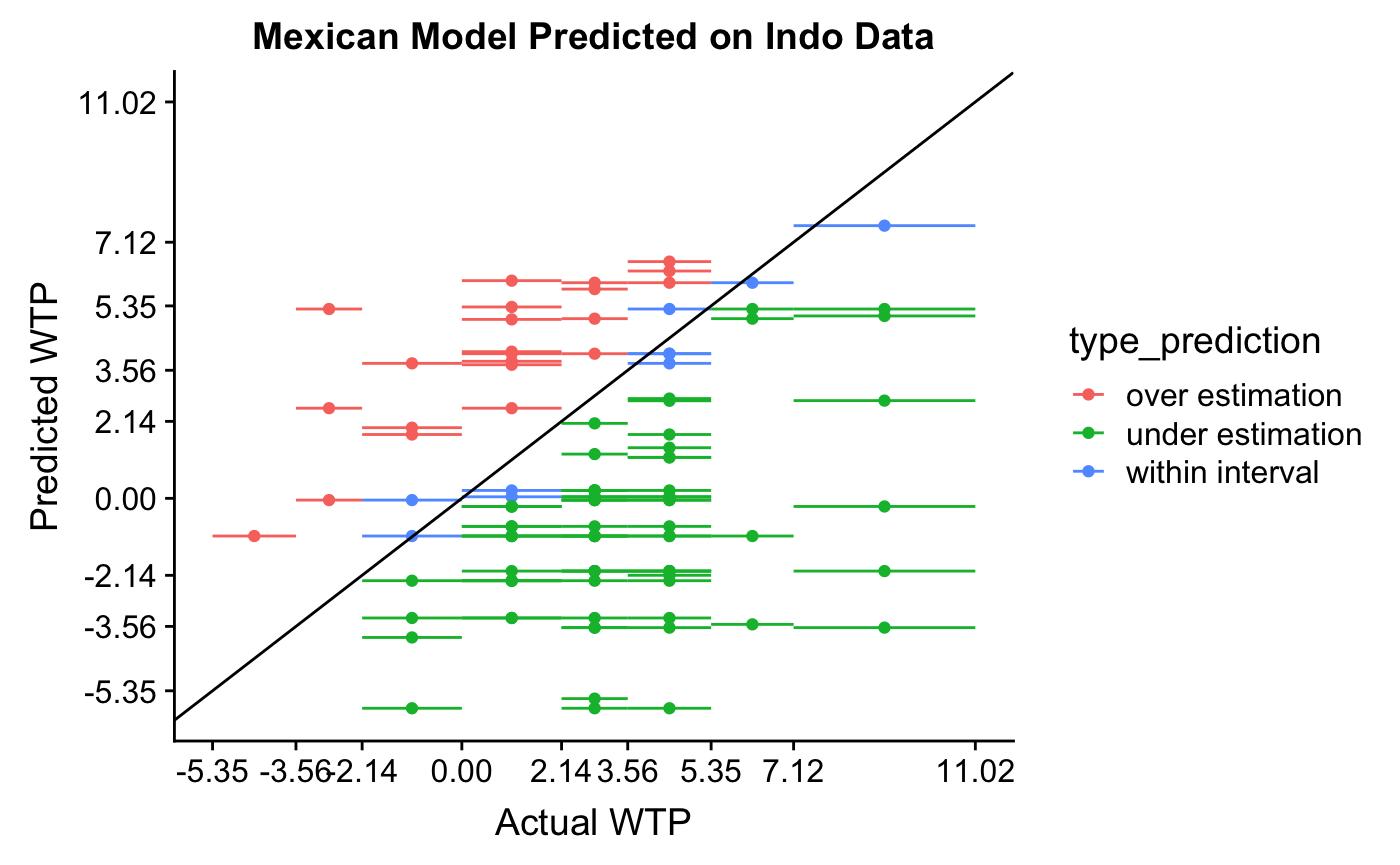 Mexican Model Predicted on Indo Data
11.02
7.12
5.35
3.56
2.14
0.00
-2.14
-3.56
-5.35
Predicted WTP
-5.35 -3.56 -2.14 0.00 2.14 3.56 5.35 7.12 11.02
Actual WTP
type_prediction
over estimation
under estimation
within interval